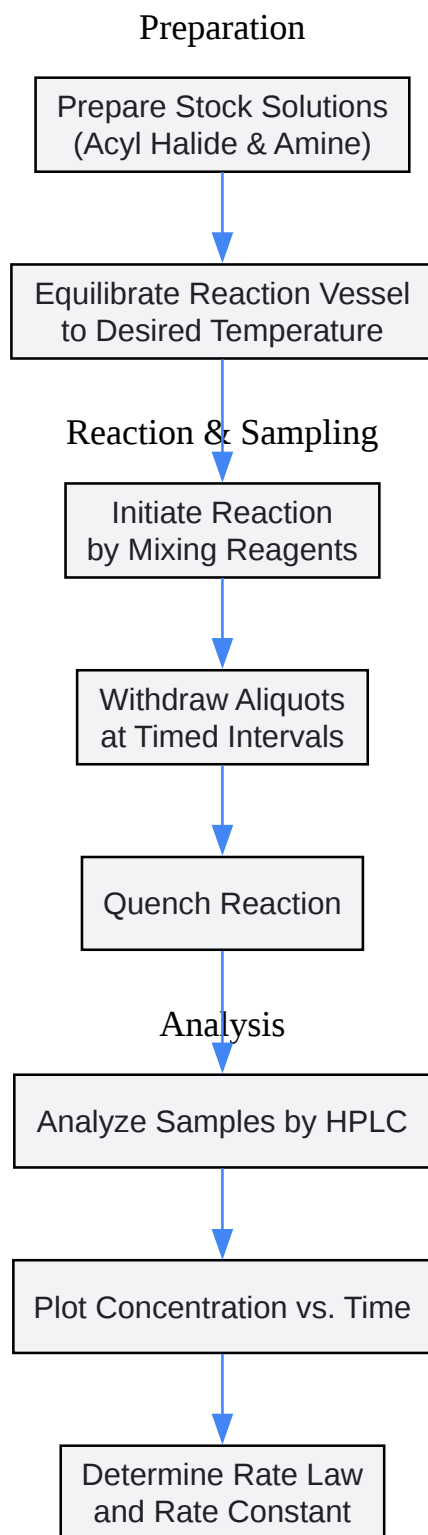 Preparation
Prepare Stock Solutions
(Acyl Halide & Amine)
Equilibrate Reaction Vessel
to Desired Temperature
Reaction & Sampling
Initiate Reaction
by Mixing Reagents
Withdraw Aliquots
at Timed Intervals
Quench Reaction
Analysis
Analyze Samples by HPLC
Plot Concentration vs. Time
Determine Rate Law
and Rate Constant